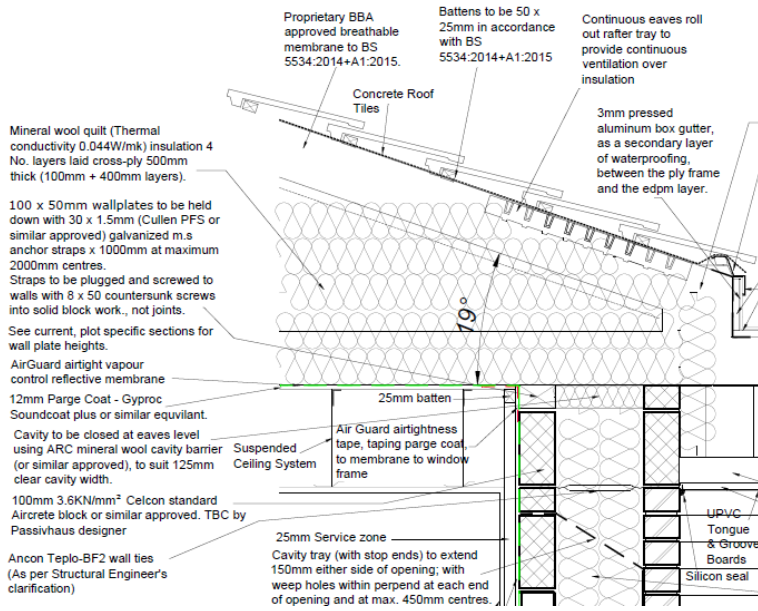 Proprietary BBA
approved breathable
membrane to BS
5534:2014+A1:2015.
Battens to be 50 x
25mm in accordance
with BS
5534:2014+A1:2015
Continuous eaves roll
out rafter tray to
provide continuous
ventilation over
insulation
Concrete Roof
Tiles
3mm pressed
aluminum box gutter,
as a secondary layer
of waterproofing,
between the ply frame
and the edpm layer.
Mineral wool quilt (Thermal
conductivity 0.044W/mk) insulation 4
No. layers laid cross-ply 500mm
thick (100mm + 400mm layers).
100 x 50mm wallplates to be held
down with 30 x 1.5mm (Cullen PFS or
similar approved) galvanized m.s
anchor straps x 1000mm at maximum
2000mm centres.
Straps to be plugged and screwed to
walls with 8 x 50 countersunk screws
into solid block work., not joints.
See current, plot specific sections for
wall plate heights.
19°
AirGuard airtight vapour
control reflective membrane
12mm Parge Coat - Gyproc
Soundcoat plus or similar equvilant.
25mm batten
Cavity to be closed at eaves level
using ARC mineral wool cavity barrier
(or similar approved), to suit 125mm
clear cavity width.
Suspended
Ceiling System
Air Guard airtightness
tape, taping parge coat,
to membrane to window
frame
100mm 3.6KN/mm² Celcon standard
Aircrete block or similar approved. TBC by
Passivhaus designer
Ancon Teplo-BF2 wall ties
(As per Structural Engineer's
clarification)
25mm Service zone
Cavity tray (with stop ends) to extend
150mm either side of opening; with
weep holes within perpend at each end
of opening and at max. 450mm centres.
UPVC
Tongue
& Groove
Boards
Silicon seal